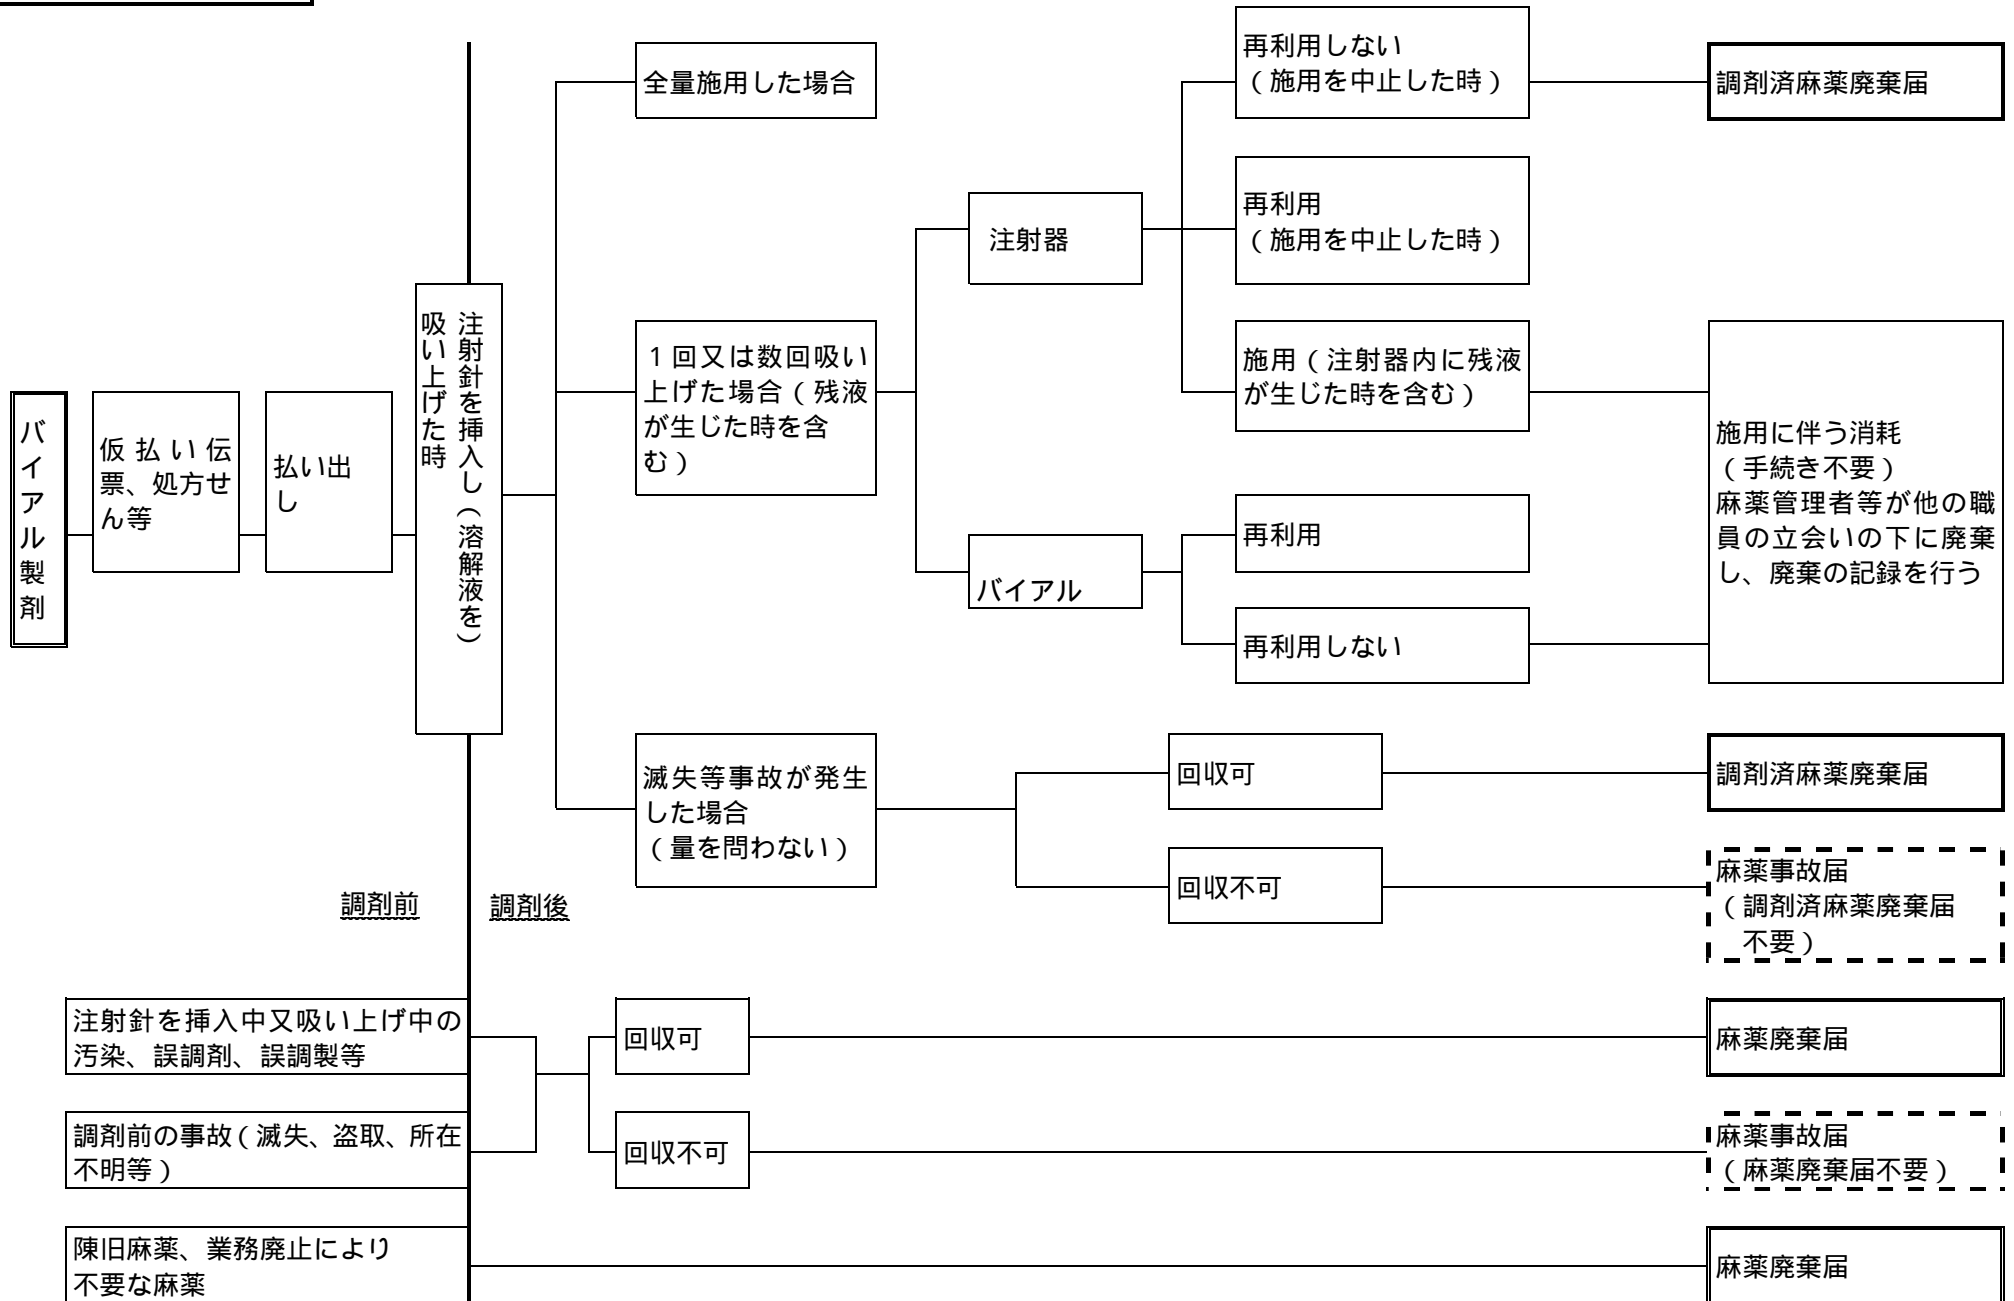 バイアル製剤
仮払い伝
票、処方せ
ん等
払い出
し
注射針を挿入し(溶解液を)
吸い上げた時
全量施用した場合
1回又は数回吸い
上げた場合(残液
が生じた時を含
む)
滅失等事故が発生
した場合
(量を問わない)
注射器
バイアル
再利用しない
(施用を中止した時)
再利用
(施用を中止した時)
施用(注射器内に残液
が生じた時を含む)
再利用
再利用しない
調剤済麻薬廃棄届
施用に伴う消耗
(手続き不要)
麻薬管理者等が他の職
員の立会いの下に廃棄
し、廃棄の記録を行う
回収可
調剤済麻薬廃棄届
回収不可
麻薬事故届
(調剤済麻薬廃棄届
不要)
調剤前
調剤後
注射針を挿入中又吸い上げ中の
汚染、誤調剤、誤調製等
回収可
麻薬廃棄届
調剤前の事故(滅失、盗取、所在
不明等)
回収不可
麻薬事故届
(麻薬廃棄届不要)
陳旧麻薬、業務廃止により
不要な麻薬
麻薬廃棄届